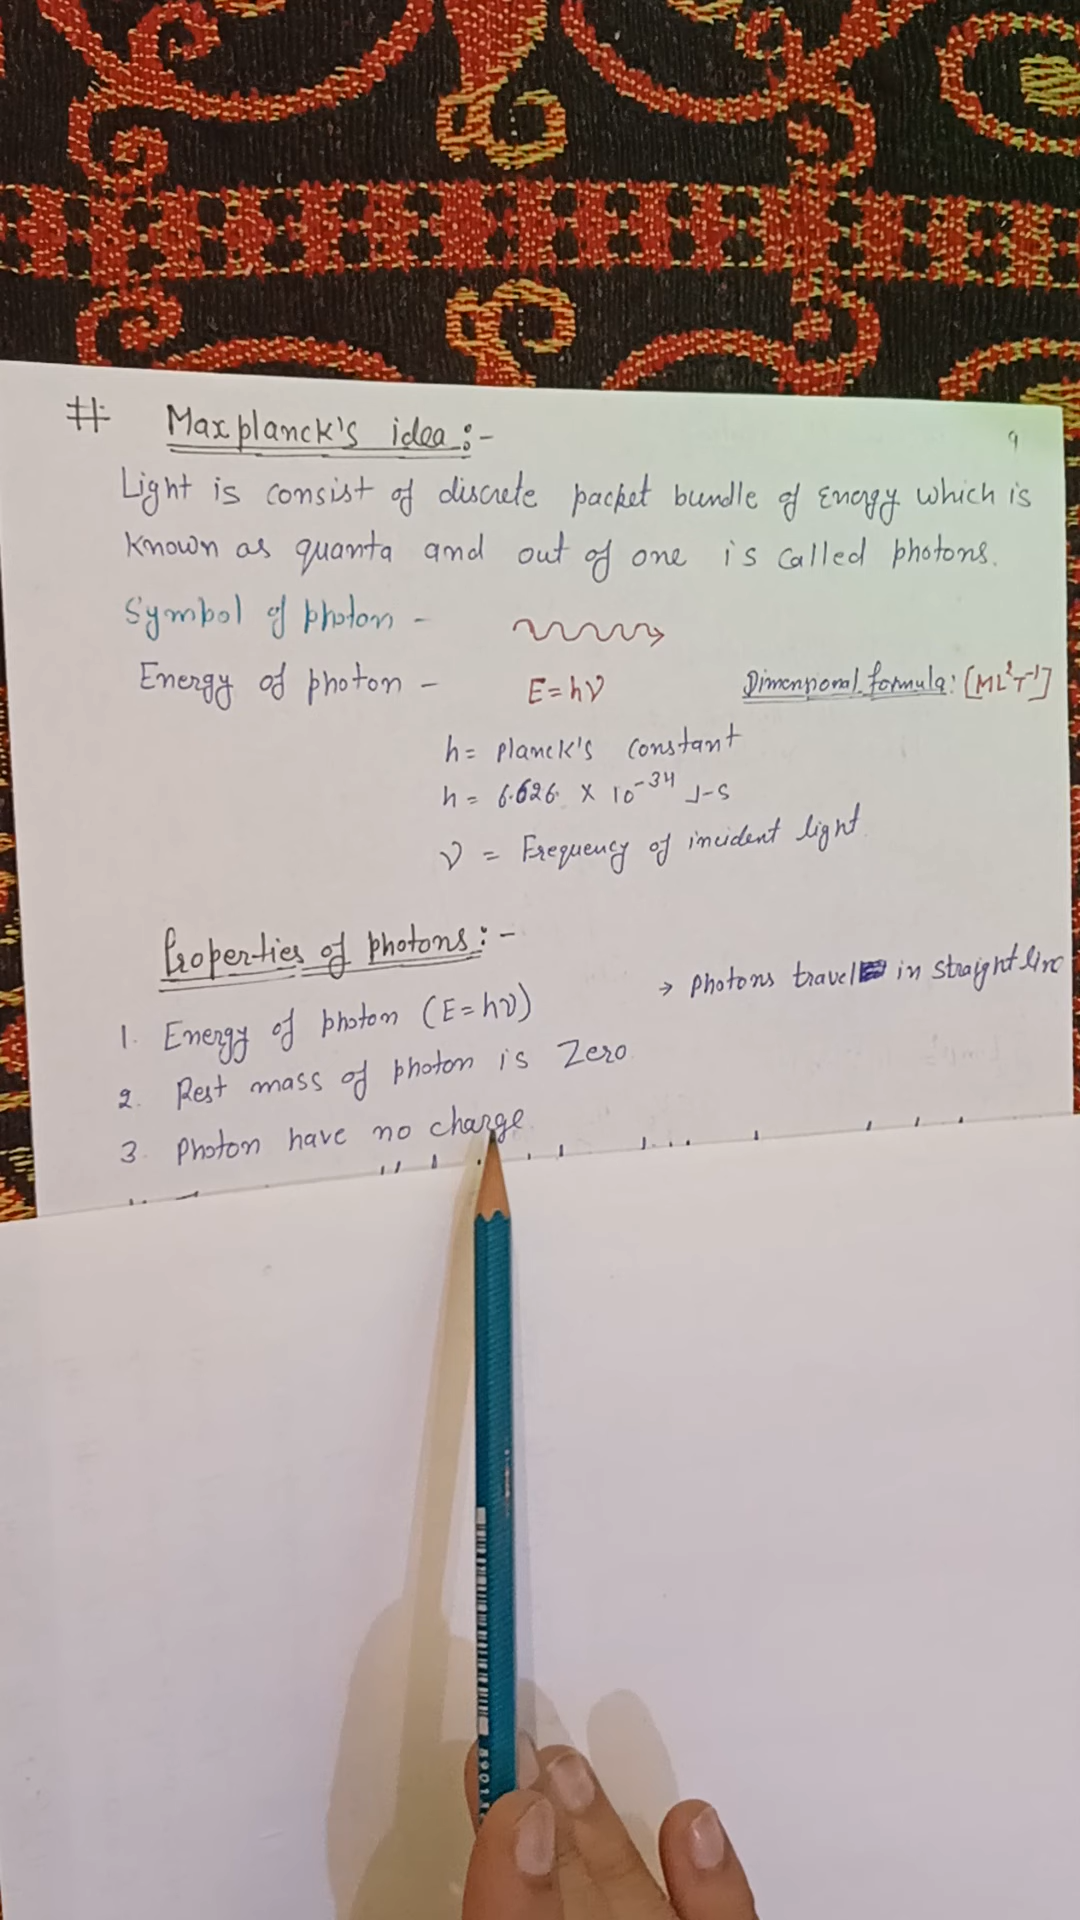 # Max planck's idea :-
9
Light is consist of discrete packet bundle of Energy which is
known as quanta and out of one is called photons.
Symbol of photon -
Energy of photon - E=hν Dimensional formula: [ML²T⁻¹]
h = Planck's constant
h = 6.626 × 10⁻³⁴ J-S
ν = Frequency of incident light
Properties of photons :-
→ Photons travel in straight line
1. Energy of photon (E=hν)
2. Rest mass of photon is Zero
3. Photon have no charge